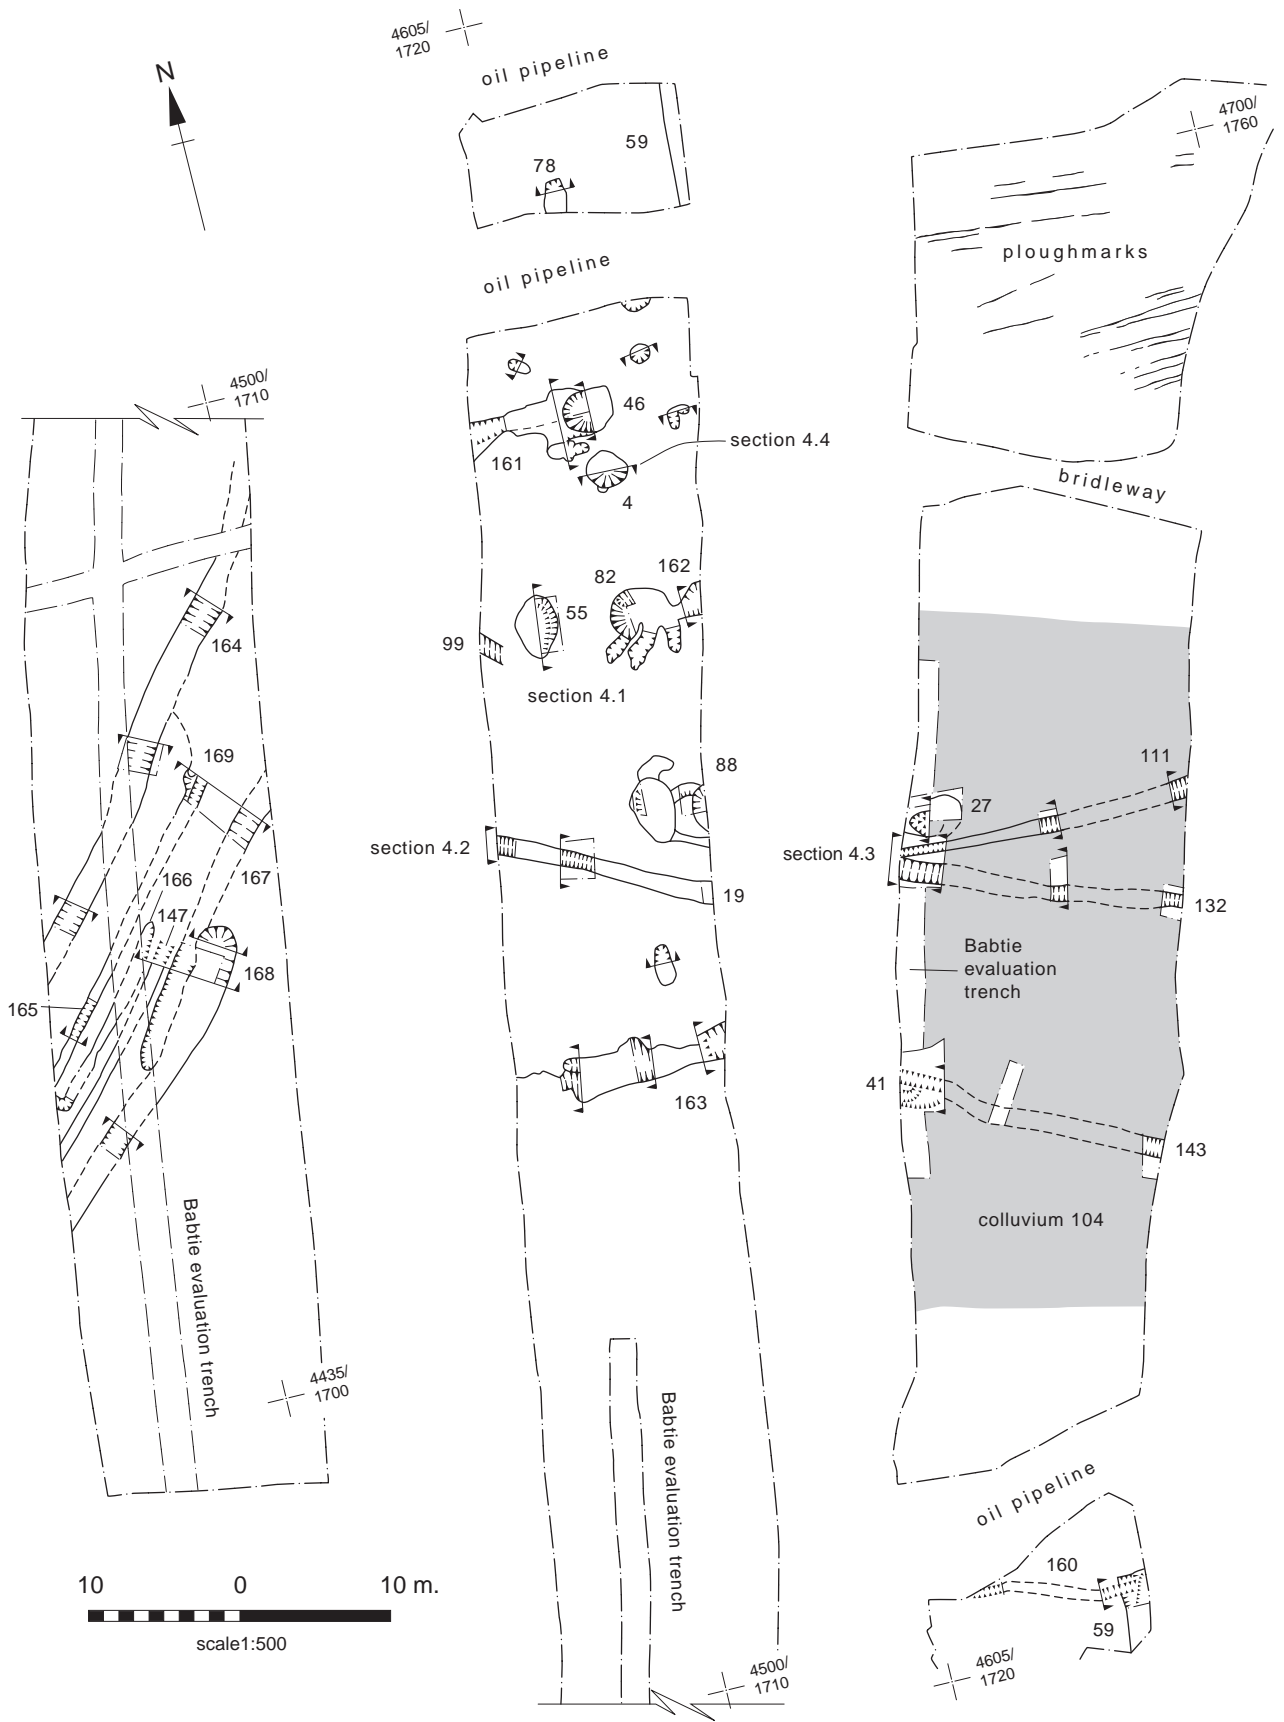 4605/
1720
oil pipeline
N
59
78
4700/
1760
ploughmarks
oil pipeline
4500/
1710
46
161
section 4.4
4
bridleway
164
82
162
55
99
section 4.1
169
88
111
27
section 4.2
section 4.3
19
166
167
147
168
165
132
Babtie
evaluation
trench
163
41
143
colluvium 104
Babtie evaluation trench
4435/
1700
Babtie evaluation trench
oil pipeline
160
59
4605/
1720
4500/
1710
10 0 10 m.
scale1:500